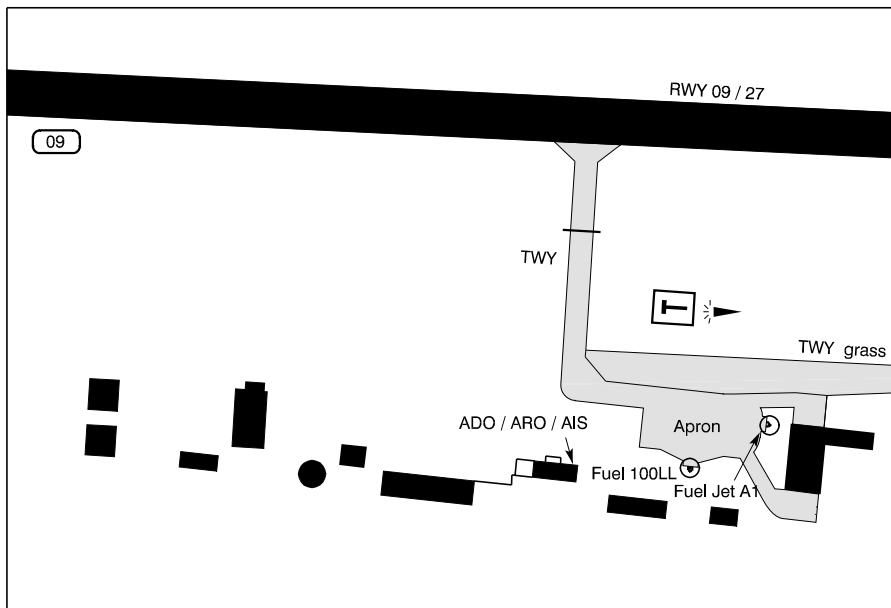 RWY 09 / 27
09
TWY
TWY grass
ADO / ARO / AIS
Apron
Fuel 100LL
Fuel Jet A1